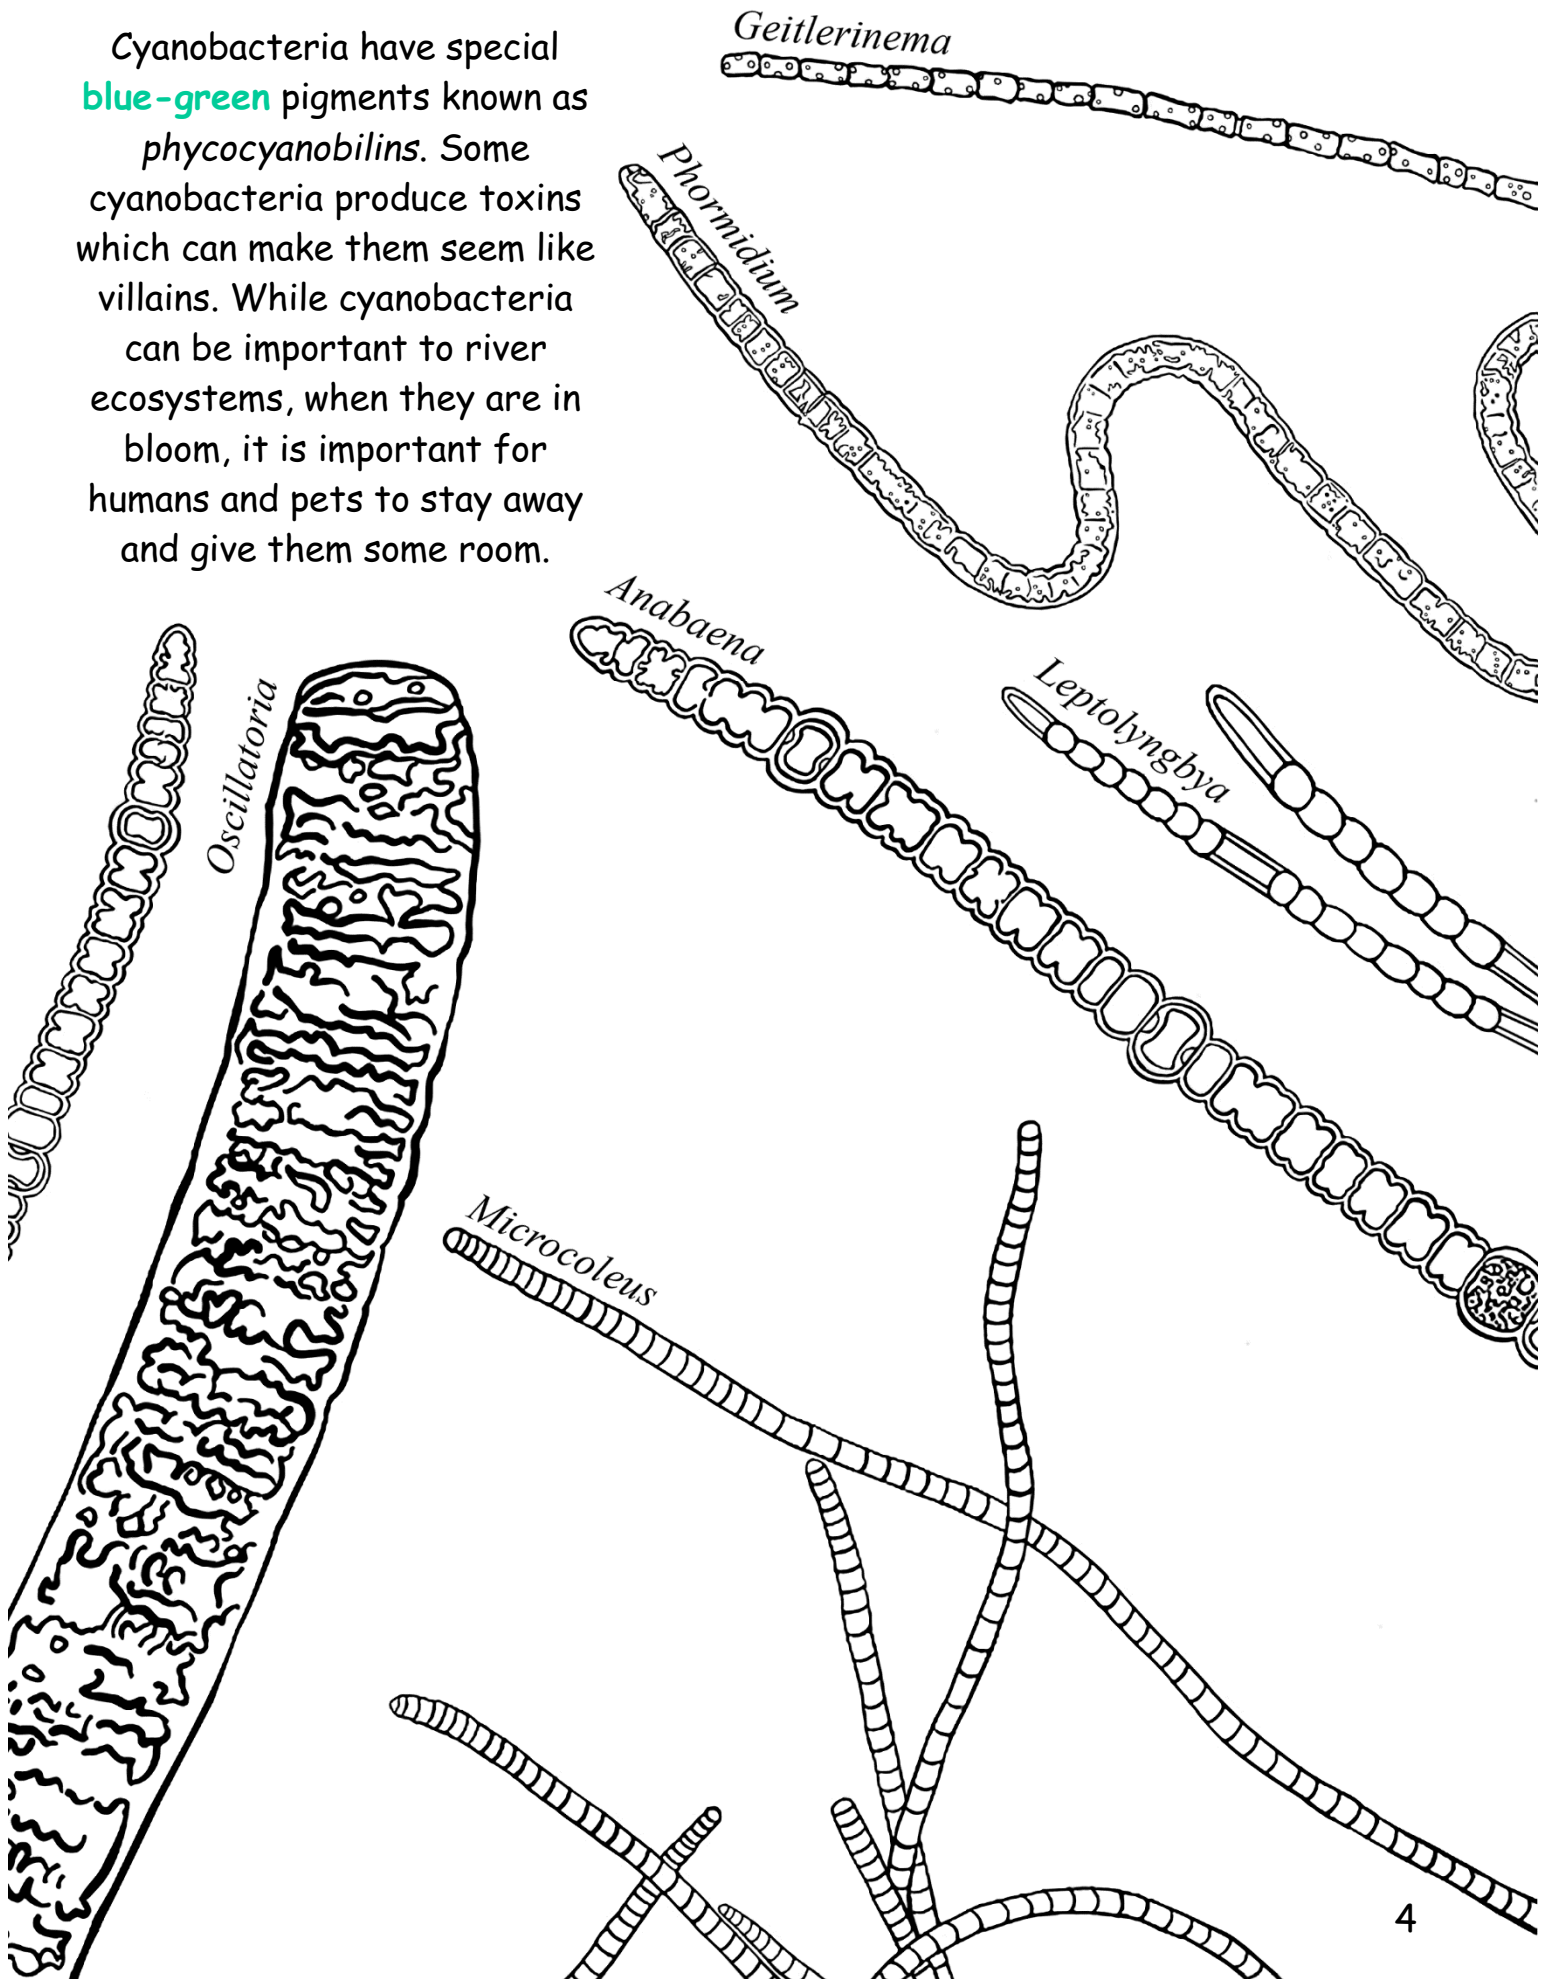 Cyanobacteria have special
blue-green pigments known as
phycocyanobilins. Some
cyanobacteria produce toxins
which can make them seem like
villains. While cyanobacteria
can be important to river
ecosystems, when they are in
bloom, it is important for
humans and pets to stay away
and give them some room.
Geitlerinema
Phormidium
Anabaena
Leptolyngbya
Oscillatoria
Microcoleus
4